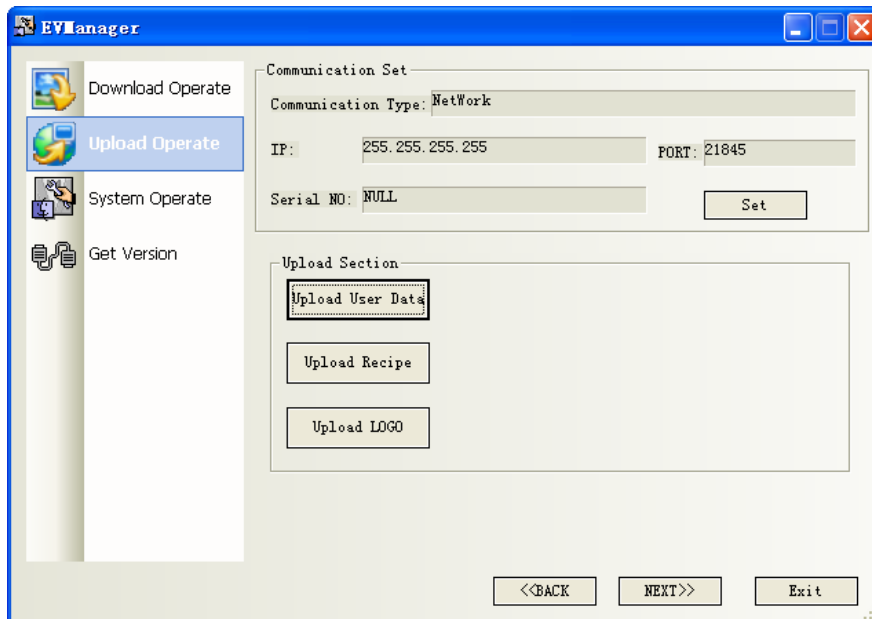 EVManager
Download Operate
Upload Operate
System Operate
Get Version
Communication Set
Communication Type: NetWork
IP: 255.255.255.255 PORT: 21845
Serial NO: NULL
Set
Upload Section
Upload User Data
Upload Recipe
Upload LOGO
<<BACK NEXT>> Exit